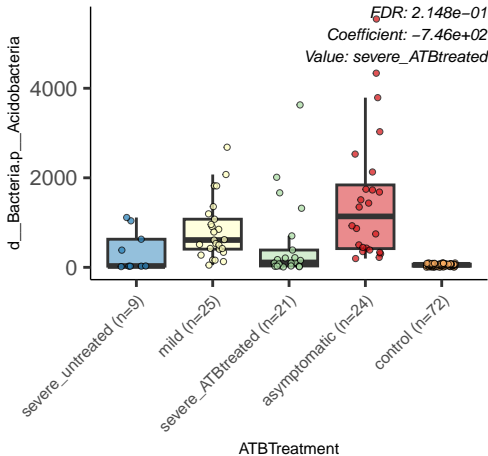 FDR: 2.148e−01
Coefficient: −7.46e+02
Value: severe_ATBtreated
d__Bacteria.p__Acidobacteria
4000
2000
0
severe_untreated (n=9)
mild (n=25)
severe_ATBtreated (n=21)
asymptomatic (n=24)
control (n=72)
ATBTreatment